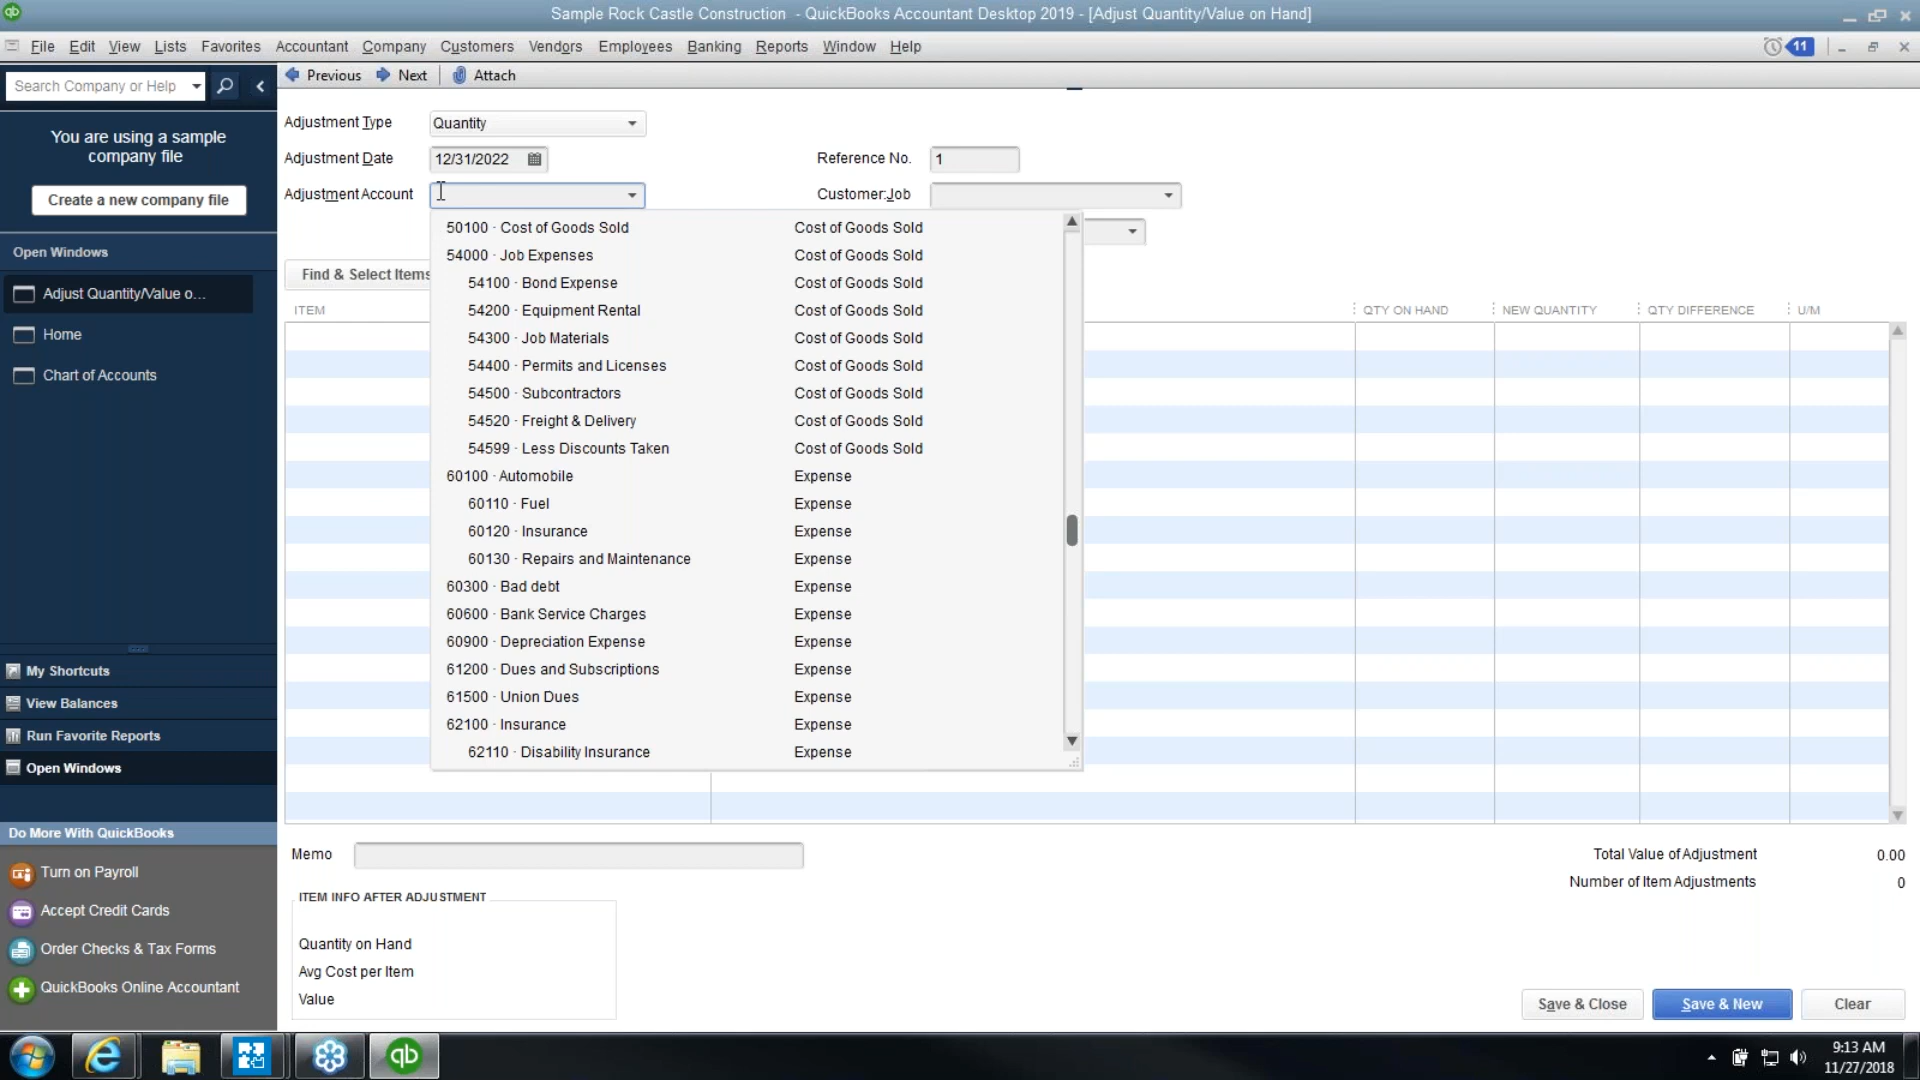 Sample Rock Castle Construction - QuickBooks Accountant Desktop 2019 - [Adjust Quantity/Value on Hand]
File Edit View Lists Favorites Accountant Company Customers Vendors Employees Banking Reports Window Help 11
Search Company or Help
Previous Next Attach
You are using a sample
company file
Create a new company file
Open Windows
Adjust Quantity/Value o...
Home
Chart of Accounts
My Shortcuts
View Balances
Run Favorite Reports
Open Windows
Do More With QuickBooks
Turn on Payroll
Accept Credit Cards
Order Checks & Tax Forms
QuickBooks Online Accountant
Adjustment Type Quantity
Adjustment Date 12/31/2022 Reference No. 1
Adjustment Account Customer:Job
Find & Select Items
ITEM QTY ON HAND NEW QUANTITY QTY DIFFERENCE U/M
50100 · Cost of Goods Sold Cost of Goods Sold
54000 · Job Expenses Cost of Goods Sold
54100 · Bond Expense Cost of Goods Sold
54200 · Equipment Rental Cost of Goods Sold
54300 · Job Materials Cost of Goods Sold
54400 · Permits and Licenses Cost of Goods Sold
54500 · Subcontractors Cost of Goods Sold
54520 · Freight & Delivery Cost of Goods Sold
54599 · Less Discounts Taken Cost of Goods Sold
60100 · Automobile Expense
60110 · Fuel Expense
60120 · Insurance Expense
60130 · Repairs and Maintenance Expense
60300 · Bad debt Expense
60600 · Bank Service Charges Expense
60900 · Depreciation Expense Expense
61200 · Dues and Subscriptions Expense
61500 · Union Dues Expense
62100 · Insurance Expense
62110 · Disability Insurance Expense
Memo
Total Value of Adjustment 0.00
Number of Item Adjustments 0
ITEM INFO AFTER ADJUSTMENT
Quantity on Hand
Avg Cost per Item
Value
Save & Close Save & New Clear
qb
9:13 AM
11/27/2018